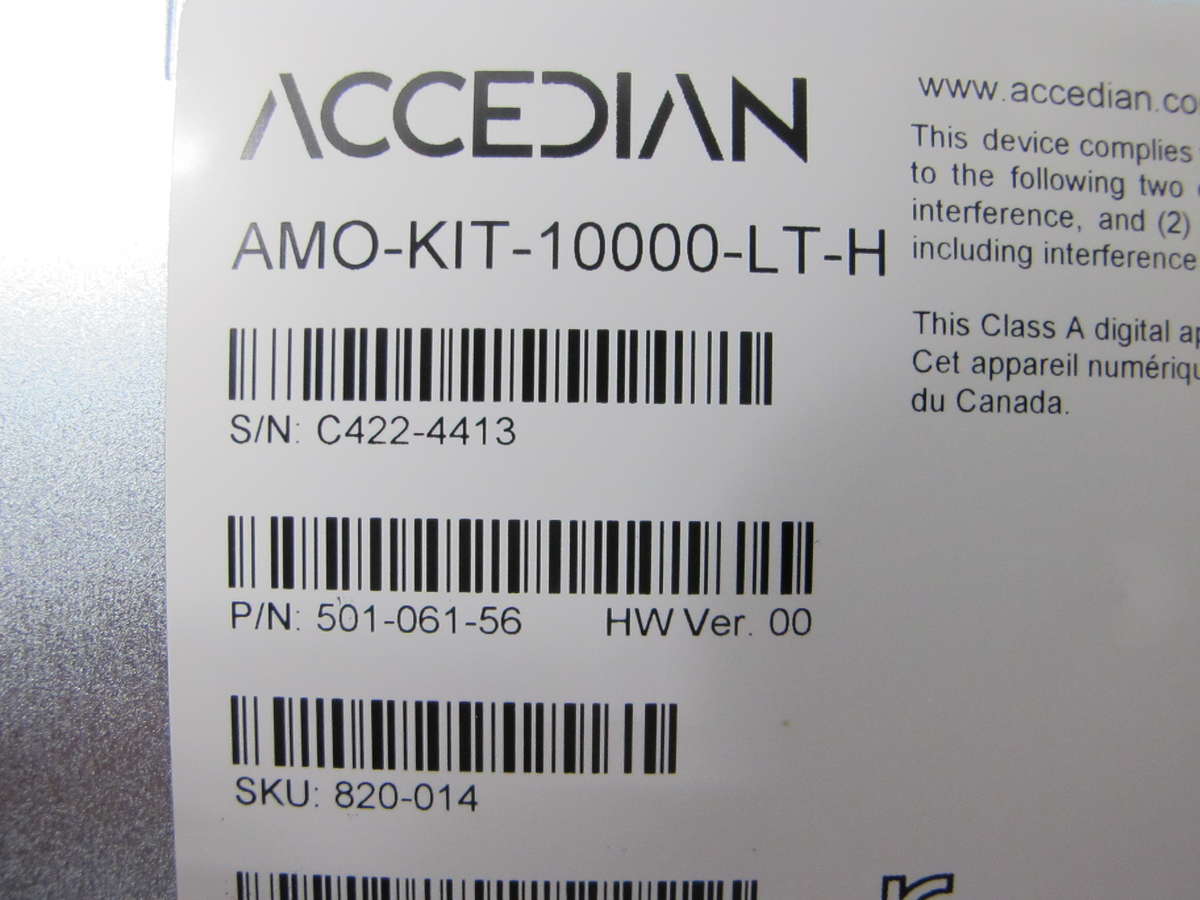 ACCEDIAN
AMO-KIT-10000-LT-H
S/N: C422-4413
P/N: 501-061-56 HW Ver. 00
SKU: 820-014
www.accedian.co
This device complies
to the following two
interference, and (2)
including interference
This Class A digital ap
Cet appareil numériqu
du Canada.